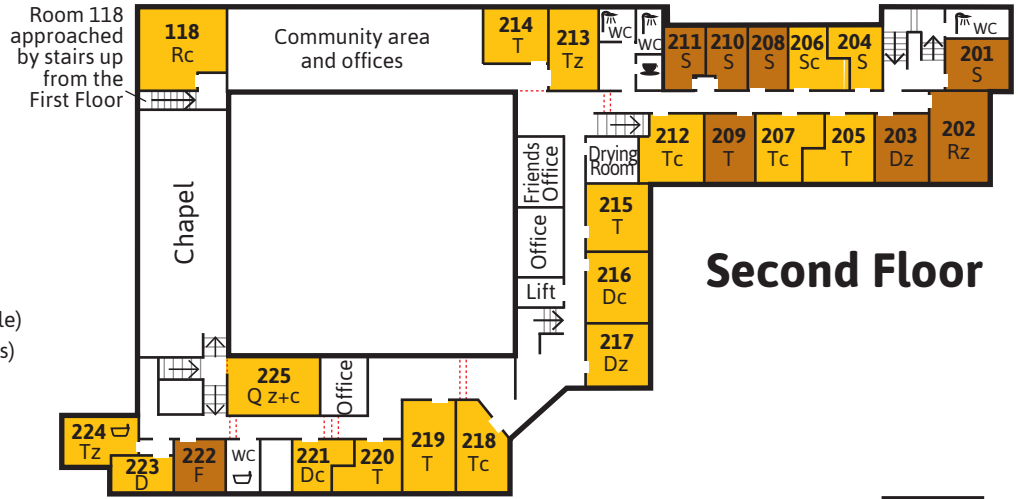 Room 118
approached
by stairs up
from the
First Floor
118
Rc
Community area
and offices
214
T
213
Tz
WC
WC
211
S
210
S
208
S
206
Sc
204
S
WC
201
S
212
Tc
209
T
207
Tc
205
T
203
Dz
202
Rz
Drying
Room
Friends
Office
Chapel
Office
Lift
215
T
216
Dc
217
Dz
Second Floor
le)
s)
225
Q z+c
Office
224
Tz
223
D
222
F
WC
221
Dc
220
T
219
T
218
Tc